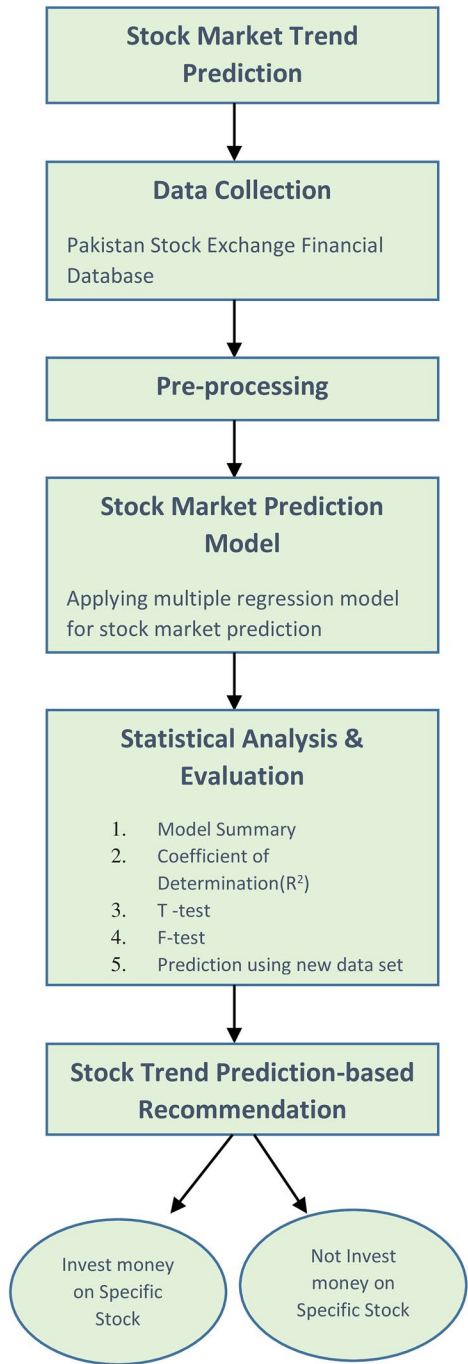 Stock Market Trend
Prediction
Data Collection
Pakistan Stock Exchange Financial
Database
Pre-processing
Stock Market Prediction
Model
Applying multiple regression model
for stock market prediction
Statistical Analysis &
Evaluation
1. Model Summary
2. Coefficient of
Determination(R²)
3. T -test
4. F-test
5. Prediction using new data set
Stock Trend Prediction-based
Recommendation
Invest money
on Specific
Stock
Not Invest
money on
Specific Stock